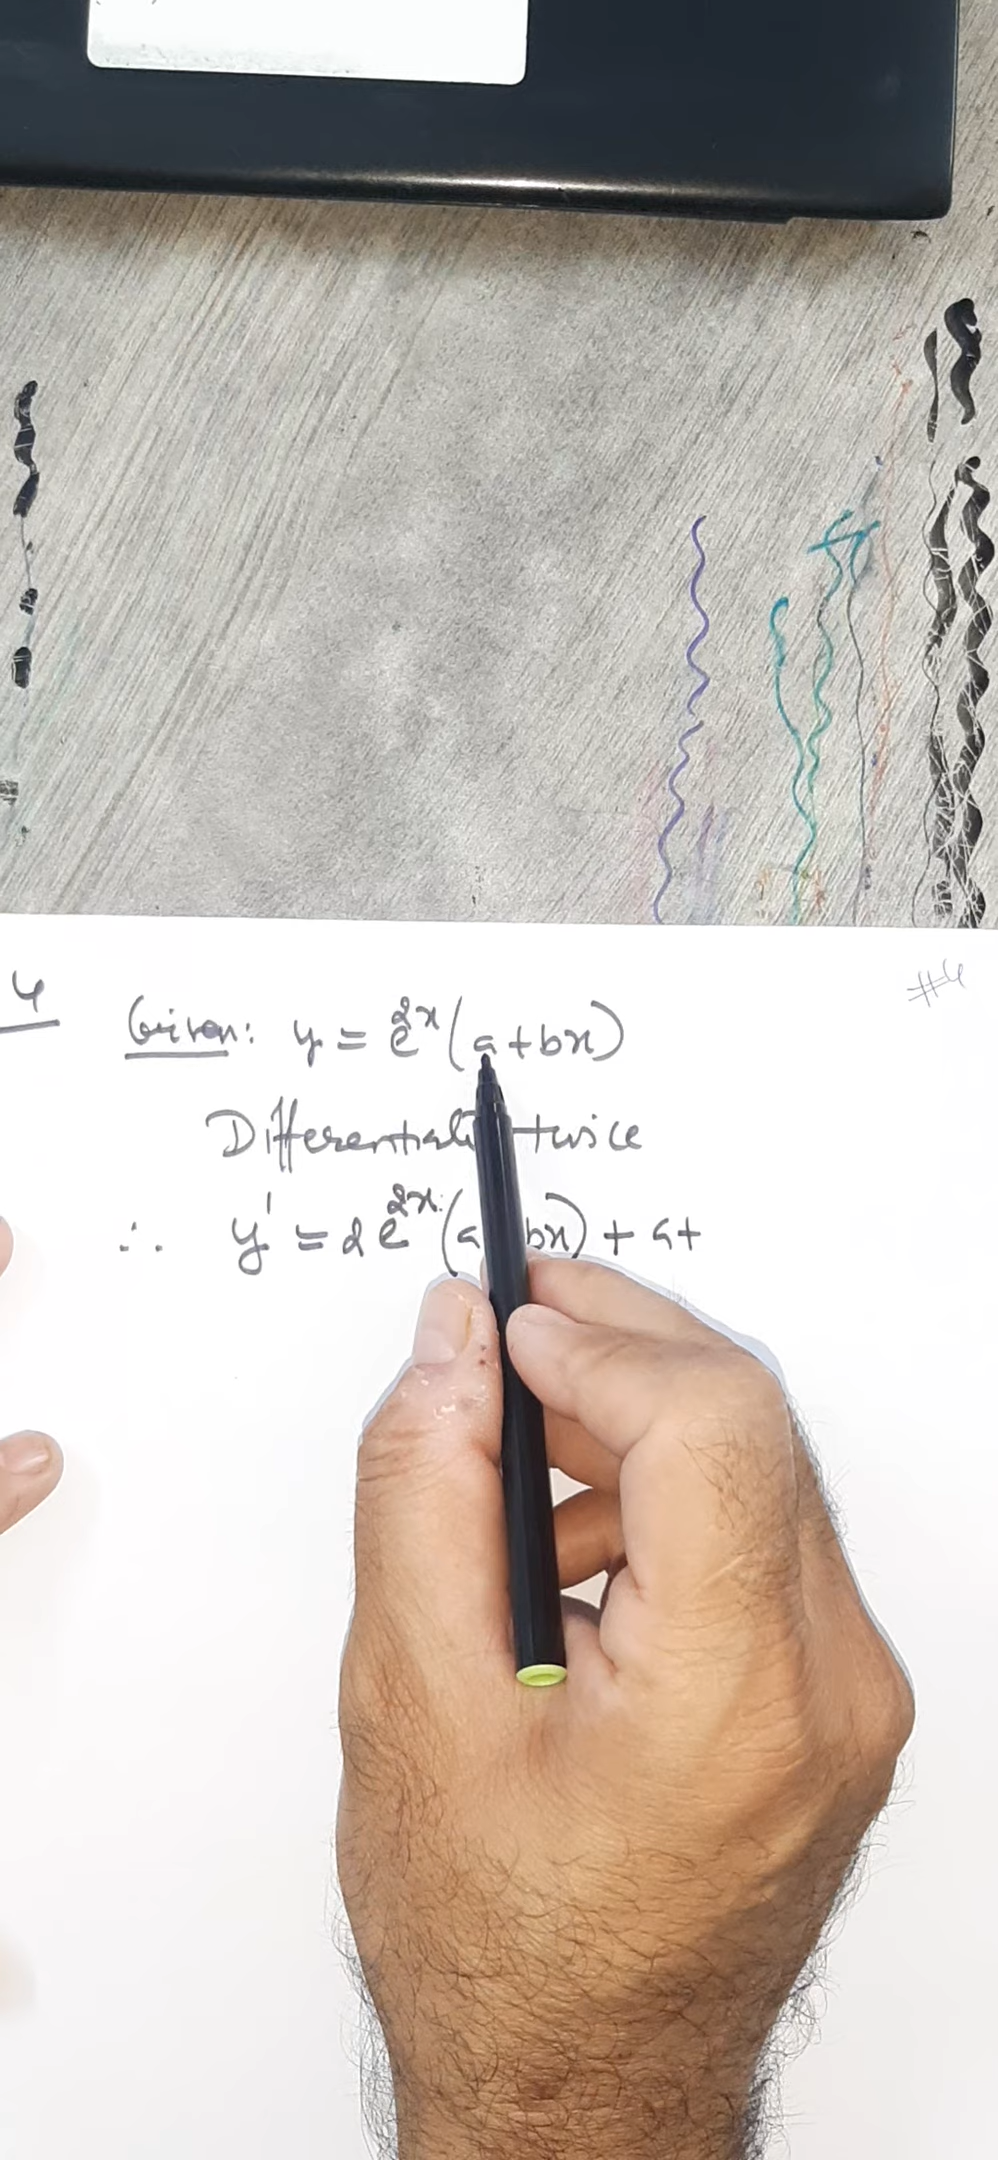 4 Given: y = e^2x (a+bx) #4
Differentiate twice
∴ y' = 2e^2x (a bx) + a+